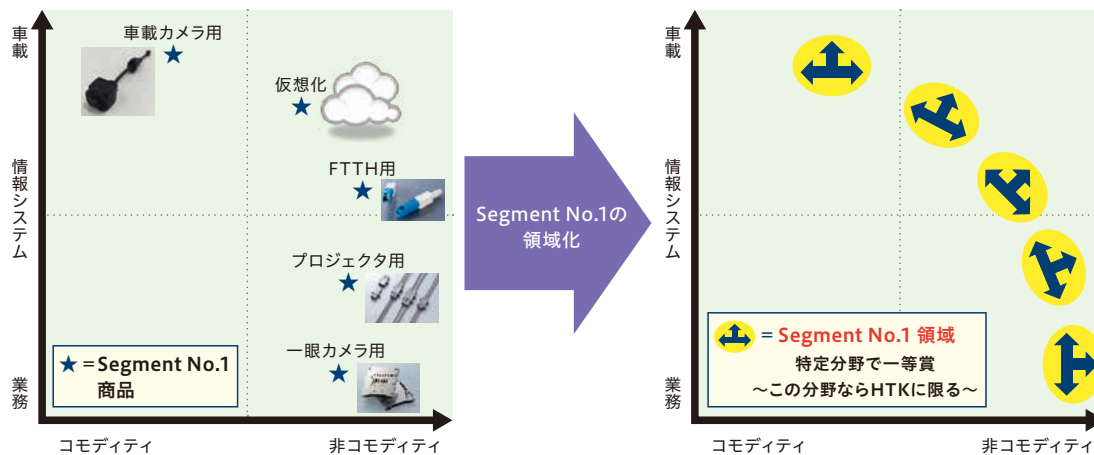 車載
情報システム
業務
車載カメラ用
★
仮想化
★
FTTH用
★
プロジェクタ用
★
一眼カメラ用
★
★=Segment No.1
商品
コモディティ
非コモディティ
Segment No.1の
領域化
車載
情報システム
業務
= Segment No.1 領域
特定分野で一等賞
～この分野ならHTKに限る～
コモディティ
非コモディティ